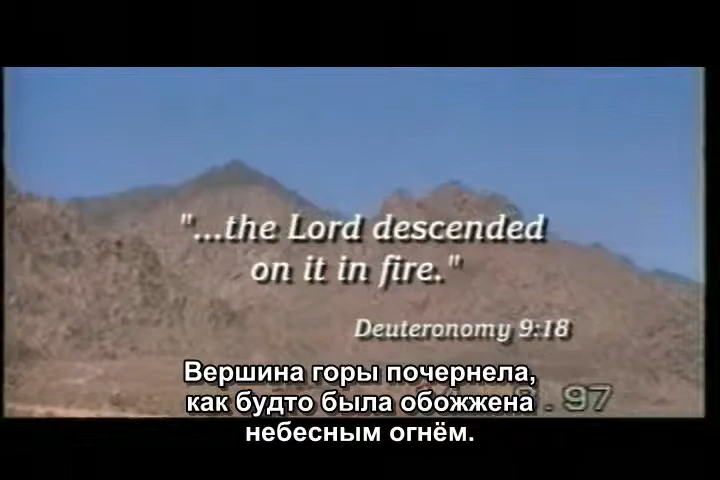 "...the Lord descended
on it in fire."
Deuteronomy 9:18
Вершина горы почернела,
как будто была обожжена
. 97
небесным огнём.